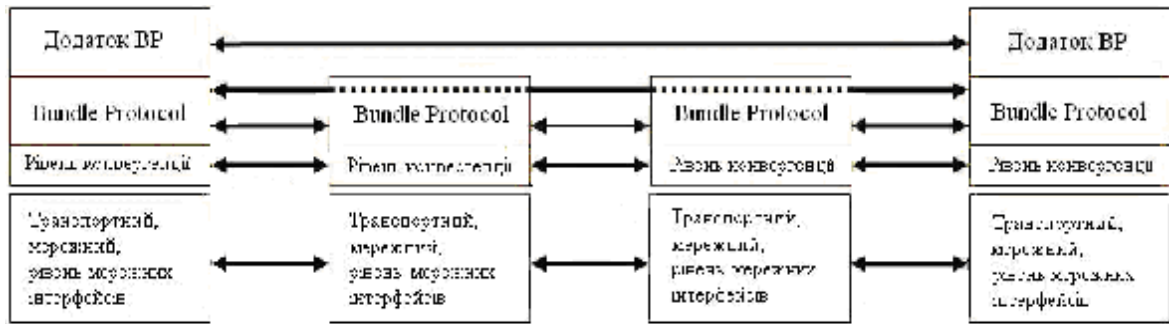 Додаток BP
Додаток BP
Bundle Protocol
Bundle Protocol
Bundle Protocol
Bundle Protocol
Рівень конвергенції
Рівень конвергенції
Рівень конвергенції
Рівень конвергенції
Транспортний,
мережний,
рівень мережних
інтерфейсів
Транспортний,
мережний,
рівень мережних
інтерфейсів
Транспортний,
мережний,
рівень мережних
інтерфейсів
Транспортний,
мережний,
рівень мережних
інтерфейсів